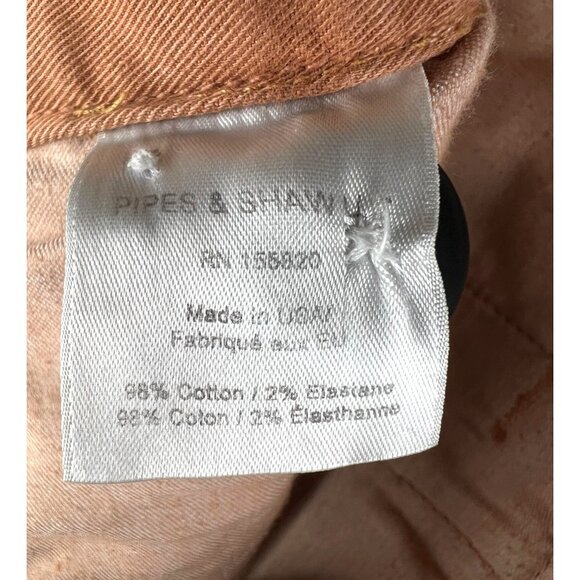 PIPES & SHAW
RN 155820
Made in USA/
Fabriqué aux EU
98% Cotton / 2% Elastane
98% Coton / 2% Élasthanne